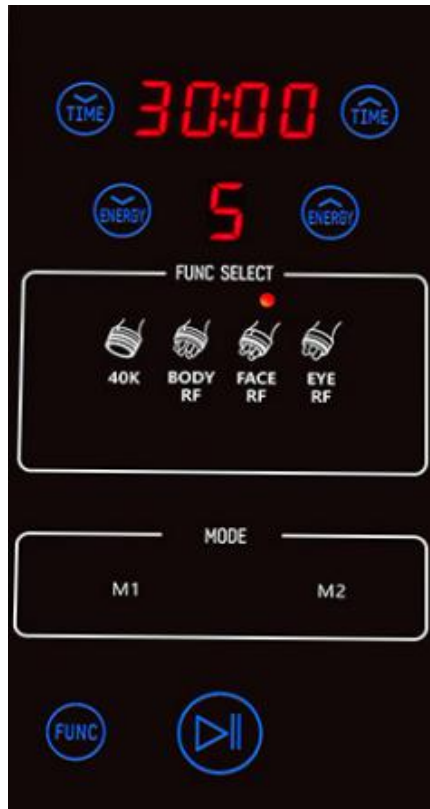 TIME 30:00 TIME
ENERGY 5 ENERGY
FUNC SELECT
40K BODY RF FACE RF EYE RF
MODE
M1 M2
FUNC